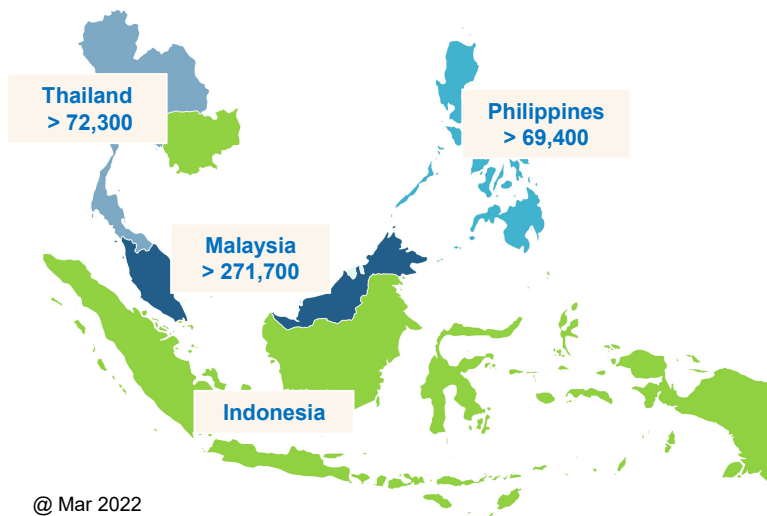 Thailand
> 72,300
Philippines
> 69,400
Malaysia
> 271,700
Indonesia
@ Mar 2022